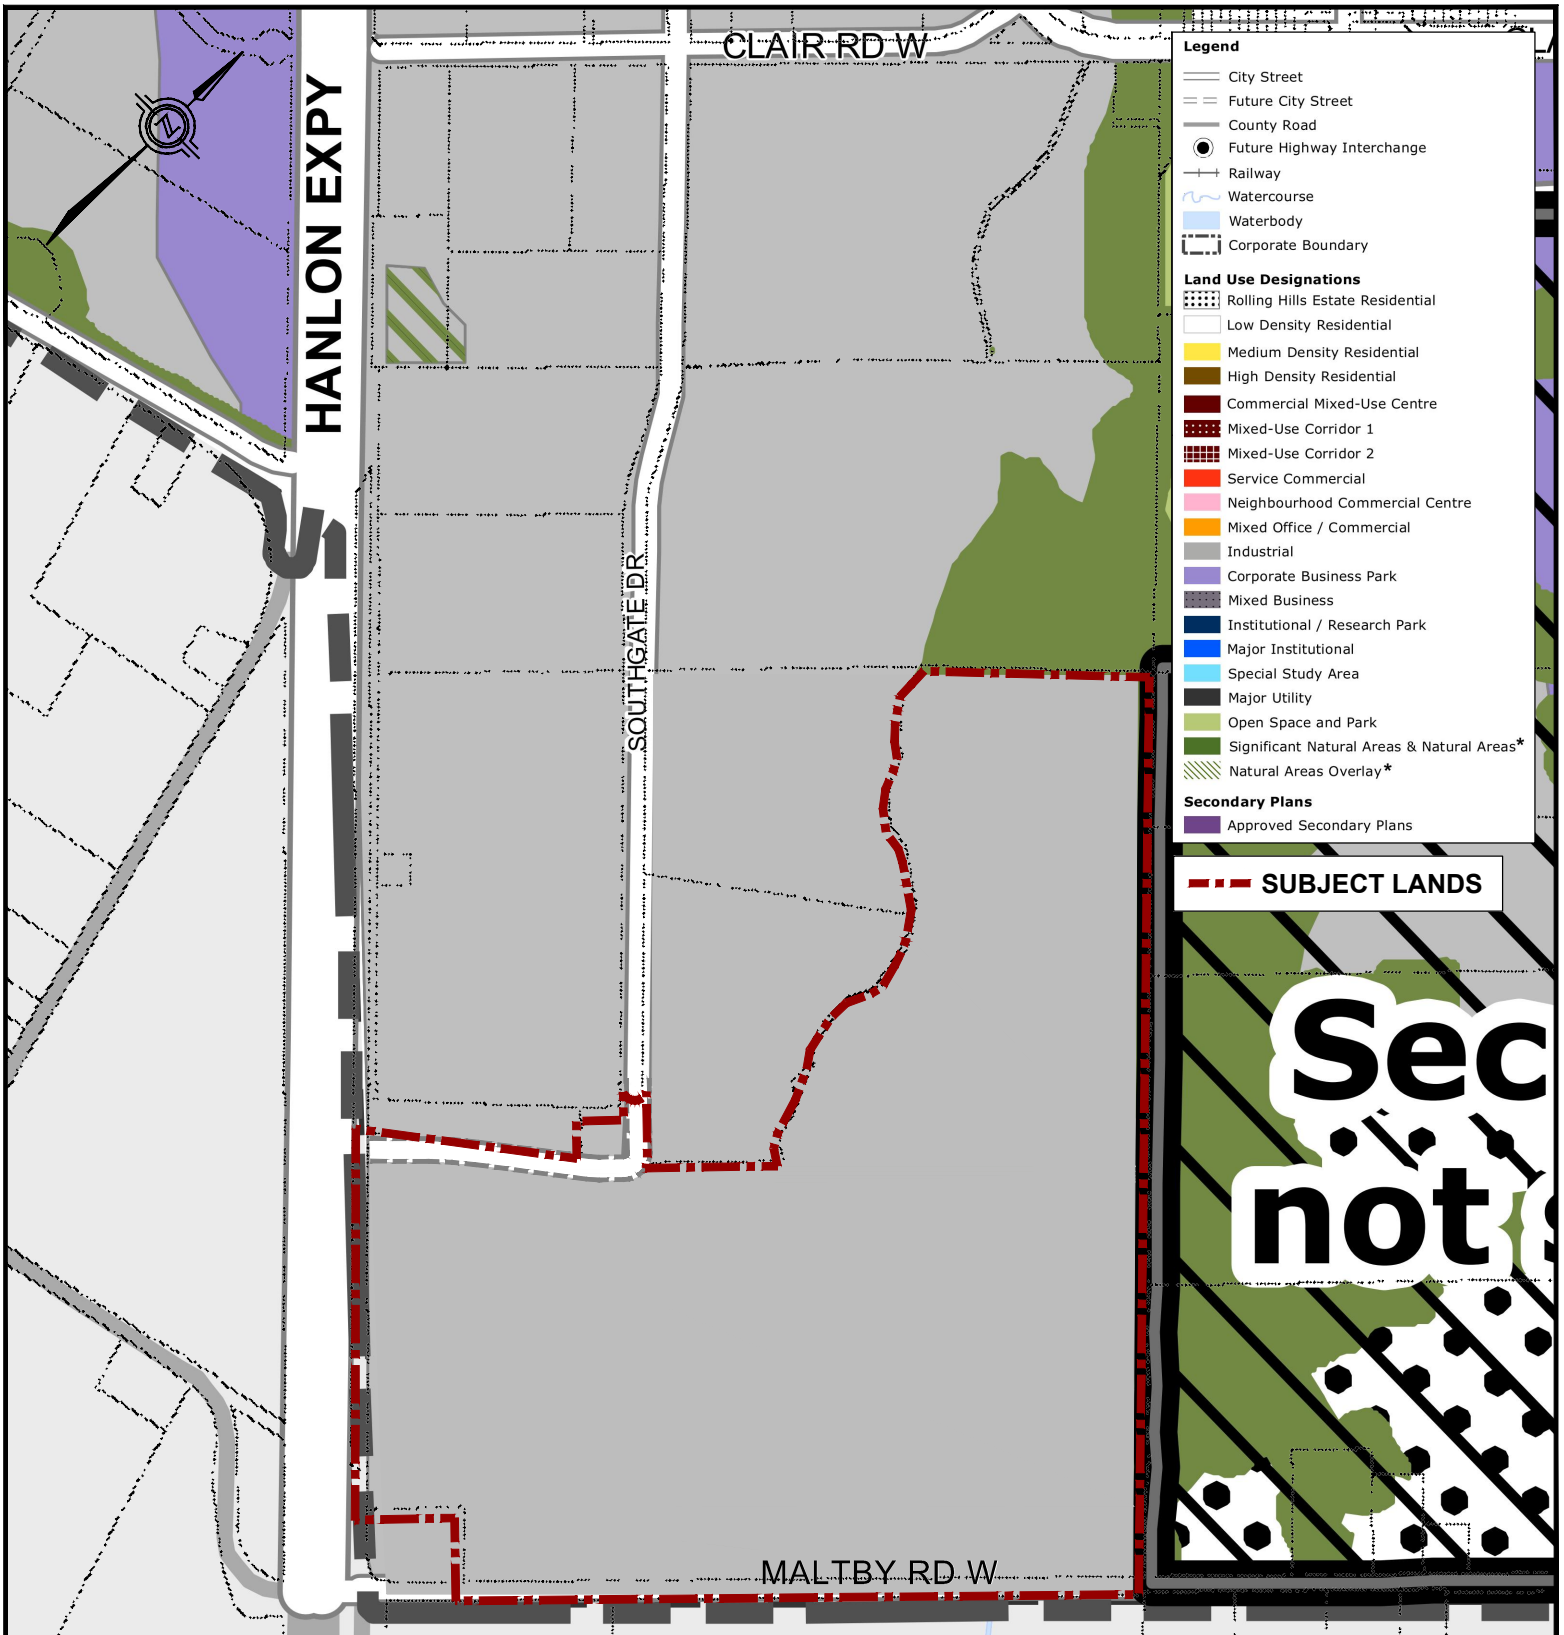 CLAIR RD W
HANLON EXPY
SOUTHGATE DR
MALTBY RD W
Z
Legend
City Street
Future City Street
County Road
Future Highway Interchange
Railway
Watercourse
Waterbody
Corporate Boundary
Land Use Designations
Rolling Hills Estate Residential
Low Density Residential
Medium Density Residential
High Density Residential
Commercial Mixed-Use Centre
Mixed-Use Corridor 1
Mixed-Use Corridor 2
Service Commercial
Neighbourhood Commercial Centre
Mixed Office / Commercial
Industrial
Corporate Business Park
Mixed Business
Institutional / Research Park
Major Institutional
Special Study Area
Major Utility
Open Space and Park
Significant Natural Areas & Natural Areas*
Natural Areas Overlay*
Secondary Plans
Approved Secondary Plans
SUBJECT LANDS
Sec
not